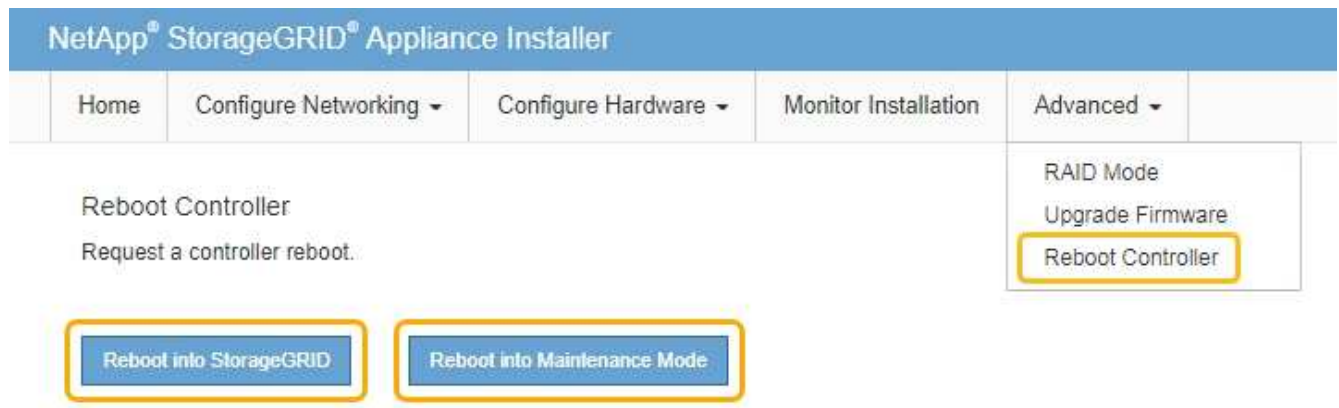 NetApp® StorageGRID® Appliance Installer
Home Configure Networking Configure Hardware Monitor Installation Advanced
RAID Mode
Upgrade Firmware
Reboot Controller
Reboot Controller
Request a controller reboot.
Reboot into StorageGRID Reboot into Maintenance Mode